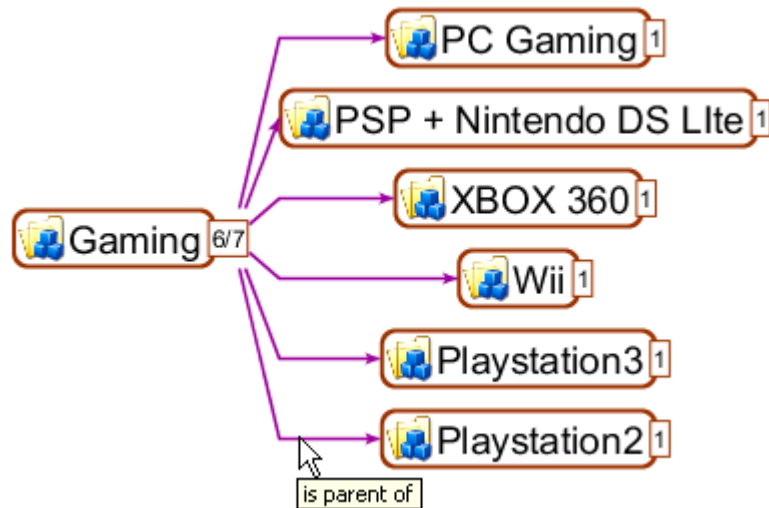 PC Gaming 1
PSP + Nintendo DS LIte 1
XBOX 360 1
Gaming 6/7
Wii 1
Playstation3 1
Playstation2 1
is parent of